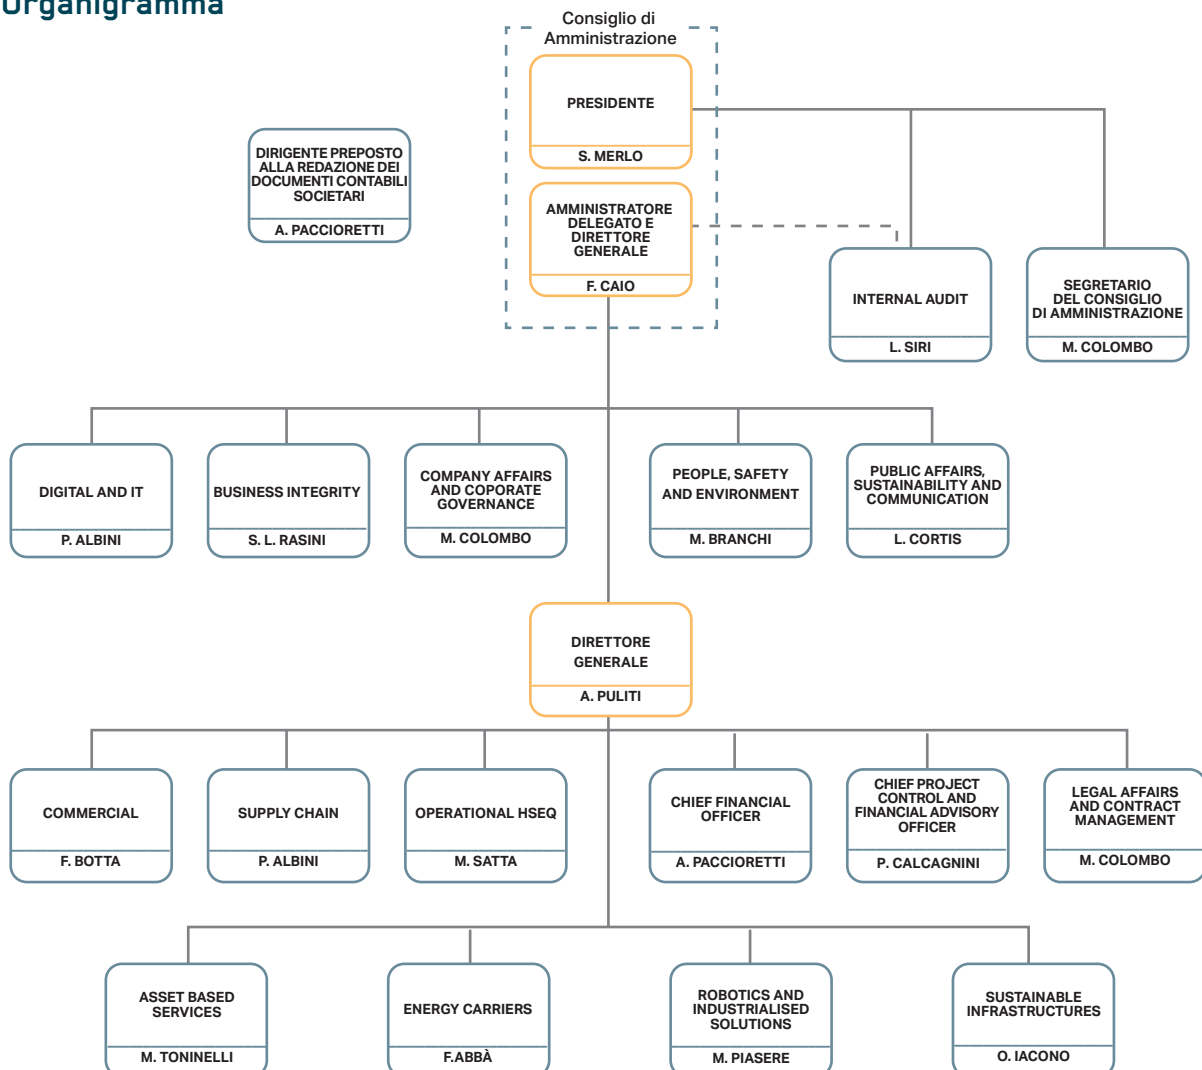 Organigramma
Consiglio di
Amministrazione
PRESIDENTE
S. MERLO
DIRIGENTE PREPOSTO
ALLA REDAZIONE DEI
DOCUMENTI CONTABILI
SOCIETARI
A. PACCIORETTI
AMMINISTRATORE
DELEGATO E
DIRETTORE
GENERALE
F. CAIO
INTERNAL AUDIT
L. SIRI
SEGRETARIO
DEL CONSIGLIO
DI AMMINISTRAZIONE
M. COLOMBO
DIGITAL AND IT
P. ALBINI
BUSINESS INTEGRITY
S. L. RASINI
COMPANY AFFAIRS
AND COPORATE
GOVERNANCE
M. COLOMBO
PEOPLE, SAFETY
AND ENVIRONMENT
M. BRANCHI
PUBLIC AFFAIRS,
SUSTAINABILITY AND
COMMUNICATION
L. CORTIS
DIRETTORE
GENERALE
A. PULITI
COMMERCIAL
F. BOTTA
SUPPLY CHAIN
P. ALBINI
OPERATIONAL HSEQ
M. SATTA
CHIEF FINANCIAL
OFFICER
A. PACCIORETTI
CHIEF PROJECT
CONTROL AND
FINANCIAL ADVISORY
OFFICER
P. CALCAGNINI
LEGAL AFFAIRS
AND CONTRACT
MANAGEMENT
M. COLOMBO
ASSET BASED
SERVICES
M. TONINELLI
ENERGY CARRIERS
F.ABBÀ
ROBOTICS AND
INDUSTRIALISED
SOLUTIONS
M. PIASERE
SUSTAINABLE
INFRASTRUCTURES
O. IACONO